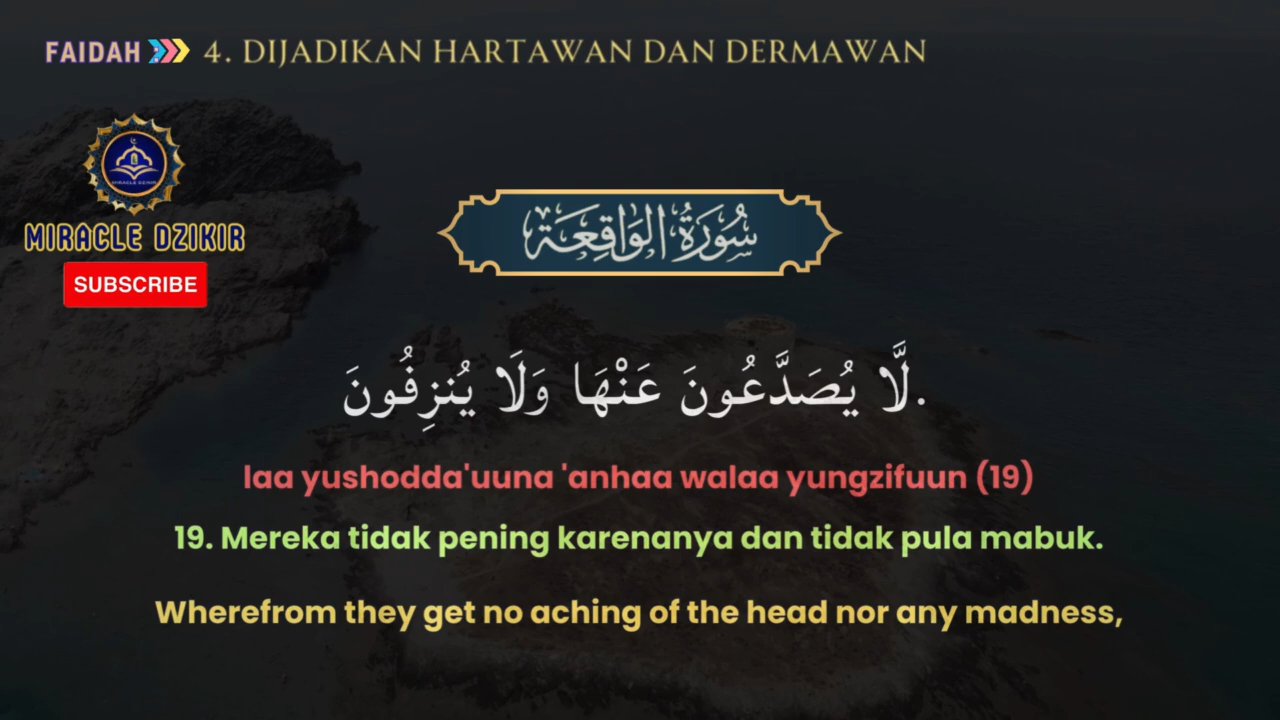 FAIDAH 4. DIJADIKAN HARTAWAN DAN DERMAWAN
MIRACLE DZIKIR
MIRACLE DZIKIR
SUBSCRIBE
سُورَةُ الوَاقِعَة
لَّا يُصَدَّعُونَ عَنْهَا وَلَا يُنزِفُونَ.
laa yushodda'uuna 'anhaa walaa yungzifuun (19)
19. Mereka tidak pening karenanya dan tidak pula mabuk.
Wherefrom they get no aching of the head nor any madness,